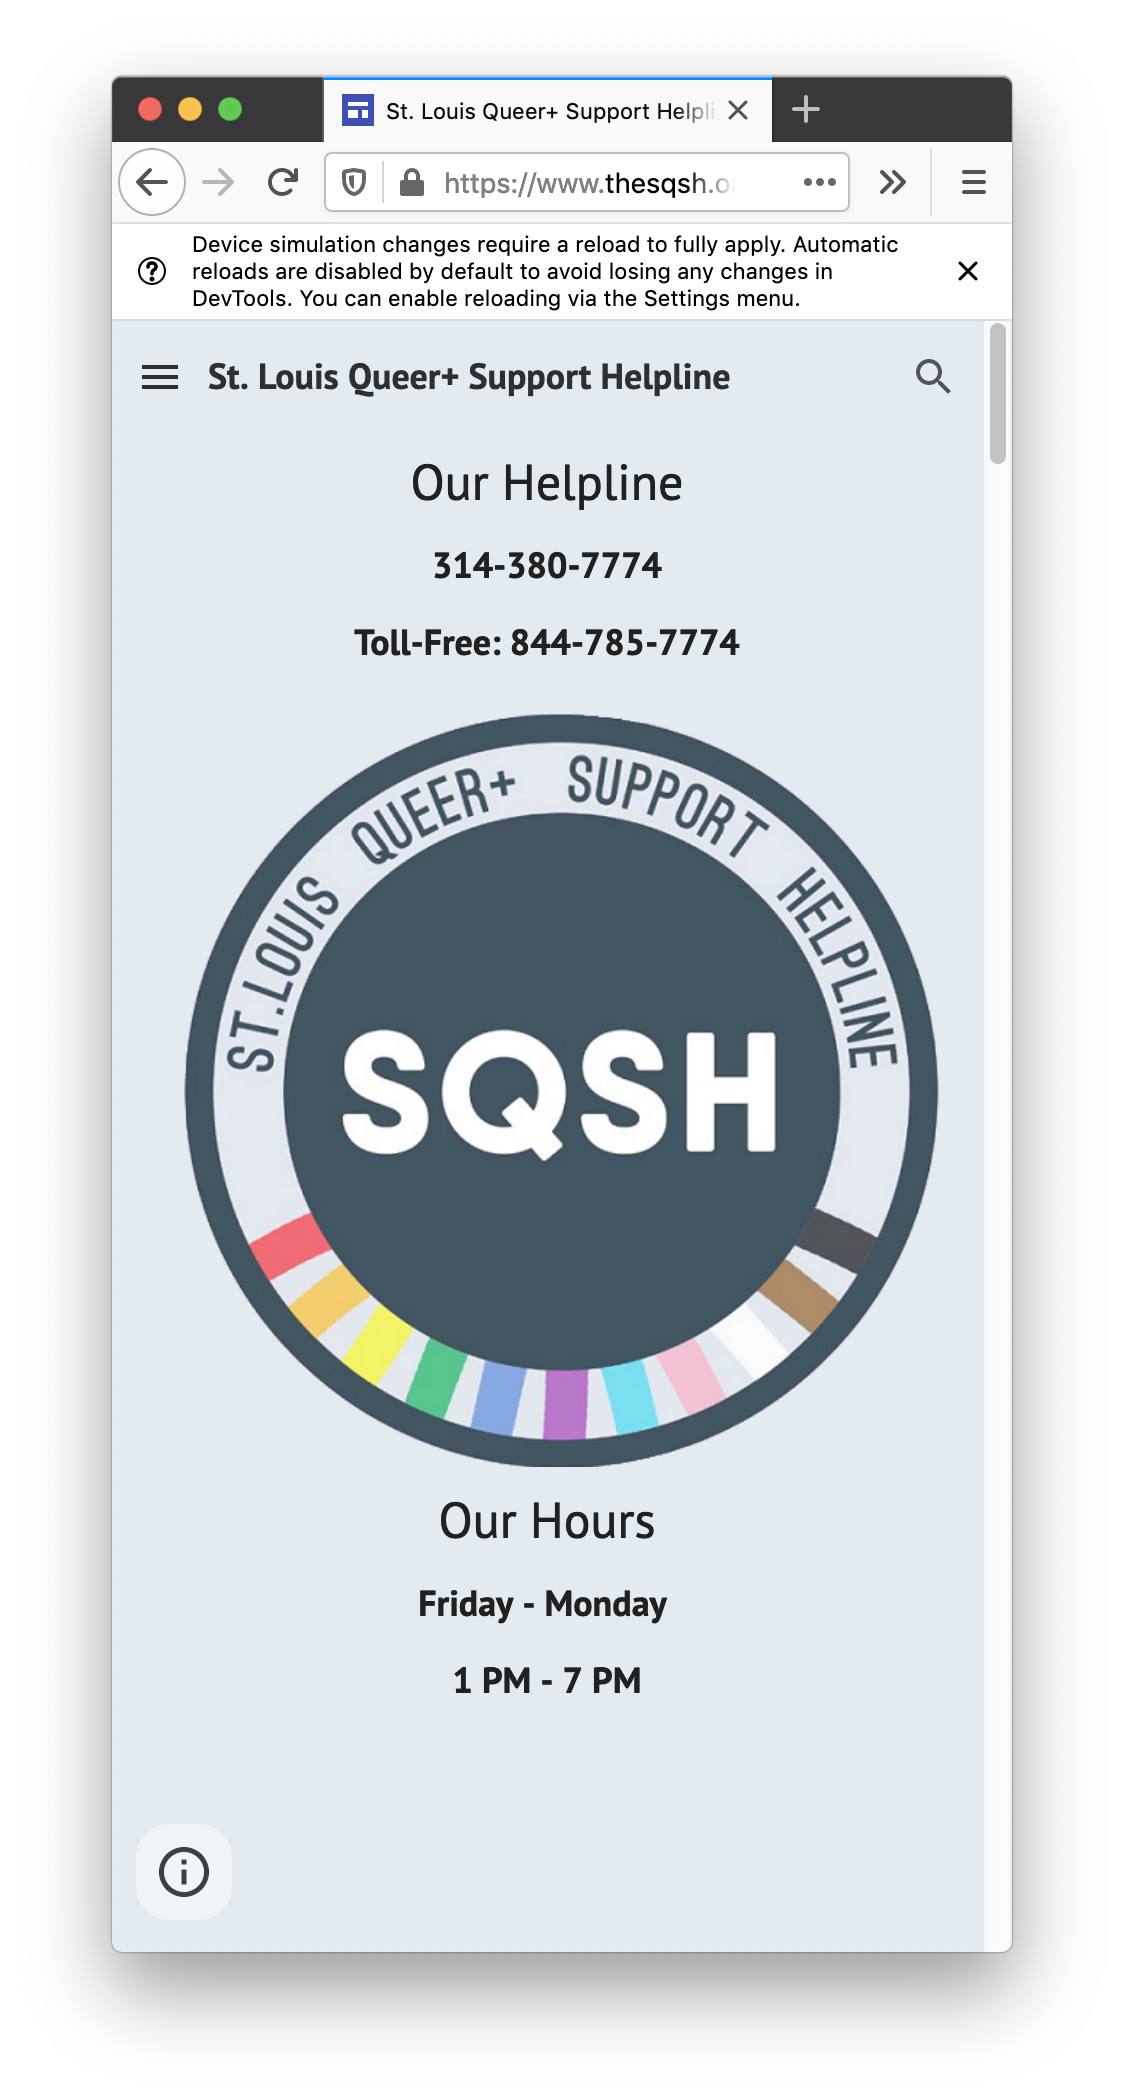 St. Louis Queer+ Support Helpli
https://www.thesqsh.o
Device simulation changes require a reload to fully apply. Automatic
reloads are disabled by default to avoid losing any changes in
DevTools. You can enable reloading via the Settings menu.
St. Louis Queer+ Support Helpline
Our Helpline
314-380-7774
Toll-Free: 844-785-7774
ST.LOUIS QUEER+ SUPPORT HELPLINE
SQSH
Our Hours
Friday - Monday
1 PM - 7 PM